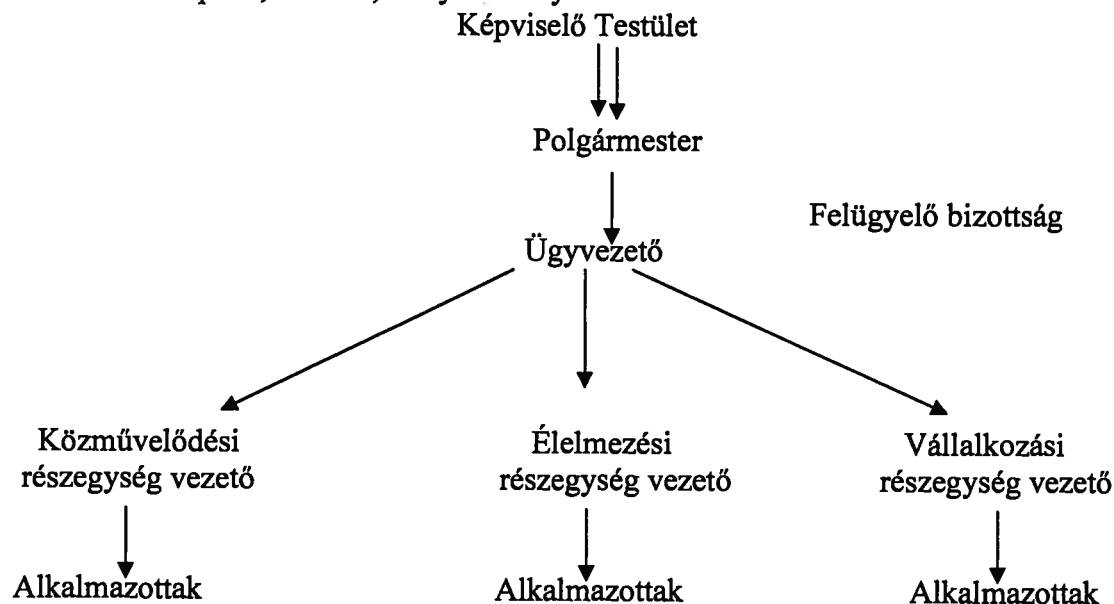 Képviselő Testület
Polgármester
Felügyelő bizottság
Ügyvezető
Közművelődési
részegység vezető
Élelmezési
részegység vezető
Vállalkozási
részegység vezető
Alkalmazottak
Alkalmazottak
Alkalmazottak